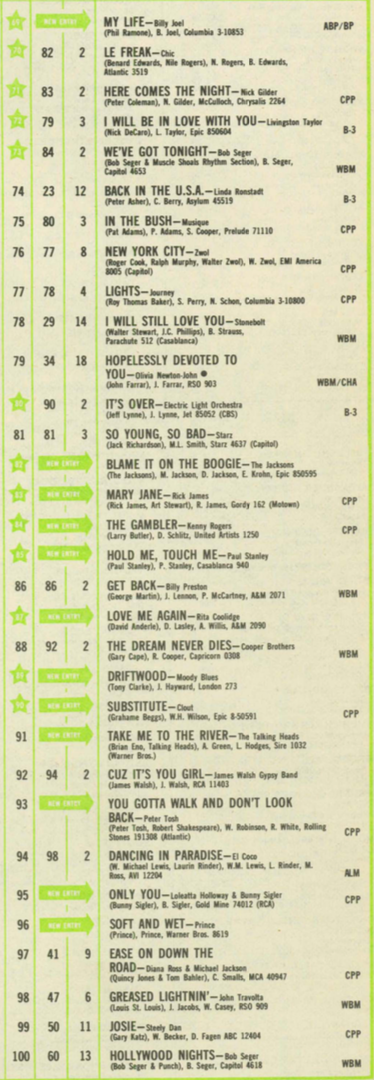 69 NEW ENTRY MY LIFE—Billy Joel
(Phil Ramone), B. Joel, Columbia 3-10853 ABP/BP
70 82 2 LE FREAK—Chic
(Benard Edwards, Nile Rogers), N. Rogers, B. Edwards,
Atlantic 3519
71 83 2 HERE COMES THE NIGHT—Nick Gilder
(Peter Coleman), N. Gilder, McCulloch, Chrysalis 2264 CPP
72 79 3 I WILL BE IN LOVE WITH YOU—Livingston Taylor
(Nick DeCaro), L. Taylor, Epic 850604 B-3
73 84 2 WE'VE GOT TONIGHT—Bob Seger
(Bob Seger & Muscle Shoals Rhythm Section), B. Seger,
Capitol 4653 WBM
74 23 12 BACK IN THE U.S.A.—Linda Ronstadt
(Peter Asher), C. Berry, Asylum 45519 B-3
75 80 3 IN THE BUSH—Musique
(Pat Adams), P. Adams, S. Cooper, Prelude 71110 CPP
76 77 8 NEW YORK CITY—Zwol
(Roger Cook, Ralph Murphy, Walter Zwol), W. Zwol, EMI America
8005 (Capitol) CPP
77 78 4 LIGHTS—Journey
(Roy Thomas Baker), S. Perry, N. Schon, Columbia 3-10800 CPP
78 29 14 I WILL STILL LOVE YOU—Stonebolt
(Walter Stewart, J.C. Phillips), B. Strauss,
Parachute 512 (Casablanca) WBM
79 34 18 HOPELESSLY DEVOTED TO
YOU—Olivia Newton-John ●
(John Farrar), J. Farrar, RSO 903 WBM/CHA
80 90 2 IT'S OVER—Electric Light Orchestra
(Jeff Lynne), J. Lynne, Jet 85052 (CBS) B-3
81 81 3 SO YOUNG, SO BAD—Starz
(Jack Richardson), M.L. Smith, Starz 4637 (Capitol)
82 NEW ENTRY BLAME IT ON THE BOOGIE—The Jacksons
(The Jacksons), M. Jackson, D. Jackson, E. Krohn, Epic 850595
83 NEW ENTRY MARY JANE—Rick James
(Rick James, Art Stewart), R. James, Gordy 162 (Motown) CPP
84 NEW ENTRY THE GAMBLER—Kenny Rogers
(Larry Butler), D. Schlitz, United Artists 1250 CPP
85 NEW ENTRY HOLD ME, TOUCH ME—Paul Stanley
(Paul Stanley), P. Stanley, Casablanca 940
86 86 2 GET BACK—Billy Preston
(George Martin), J. Lennon, P. McCartney, A&M 2071 WBM
87 NEW ENTRY LOVE ME AGAIN—Rita Coolidge
(David Anderle), D. Lasley, A. Willis, A&M 2090
88 92 2 THE DREAM NEVER DIES—Cooper Brothers
(Gary Cape), R. Cooper, Capricorn 0308 WBM
89 NEW ENTRY DRIFTWOOD—Moody Blues
(Tony Clarke), J. Hayward, London 273
90 NEW ENTRY SUBSTITUTE—Clout
(Grahame Beggs), W.H. Wilson, Epic 8-50591 CPP
91 NEW ENTRY TAKE ME TO THE RIVER—The Talking Heads
(Brian Eno, Talking Heads), A. Green, L. Hodges, Sire 1032
(Warner Bros.)
92 94 2 CUZ IT'S YOU GIRL—James Walsh Gypsy Band
(James Walsh), J. Walsh, RCA 11403
93 NEW ENTRY YOU GOTTA WALK AND DON'T LOOK
BACK—Peter Tosh
(Peter Tosh, Robert Shakespeare), W. Robinson, R. White, Rolling
Stones 191308 (Atlantic) CPP
94 98 2 DANCING IN PARADISE—El Coco
(W. Michael Lewis, Laurin Rinder), W.M. Lewis, L. Rinder, M.
Ross, AVI 12204 ALM
95 NEW ENTRY ONLY YOU—Loleatta Holloway & Bunny Sigler
(Bunny Sigler), B. Sigler, Gold Mine 74012 (RCA) CPP
96 NEW ENTRY SOFT AND WET—Prince
(Prince), Prince, Warner Bros. 8619
97 41 9 EASE ON DOWN THE
ROAD—Diana Ross & Michael Jackson
(Quincy Jones & Tom Bahler), C. Smalls, MCA 40947 CPP
98 47 6 GREASED LIGHTNIN'—John Travolta
(Louis St. Louis), J. Jacobs, W. Casey, RSO 909 WBM
99 50 11 JOSIE—Steely Dan
(Gary Katz), W. Becker, D. Fagen ABC 12404 CPP
100 60 13 HOLLYWOOD NIGHTS—Bob Seger
(Bob Seger & Punch), B. Seger, Capitol 4618 WBM